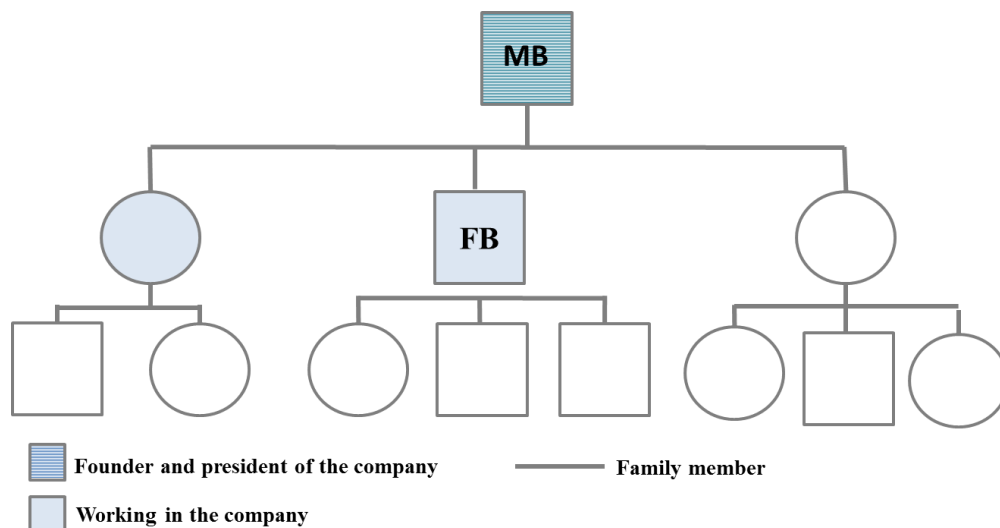 MB
FB
Founder and president of the company
Family member
Working in the company